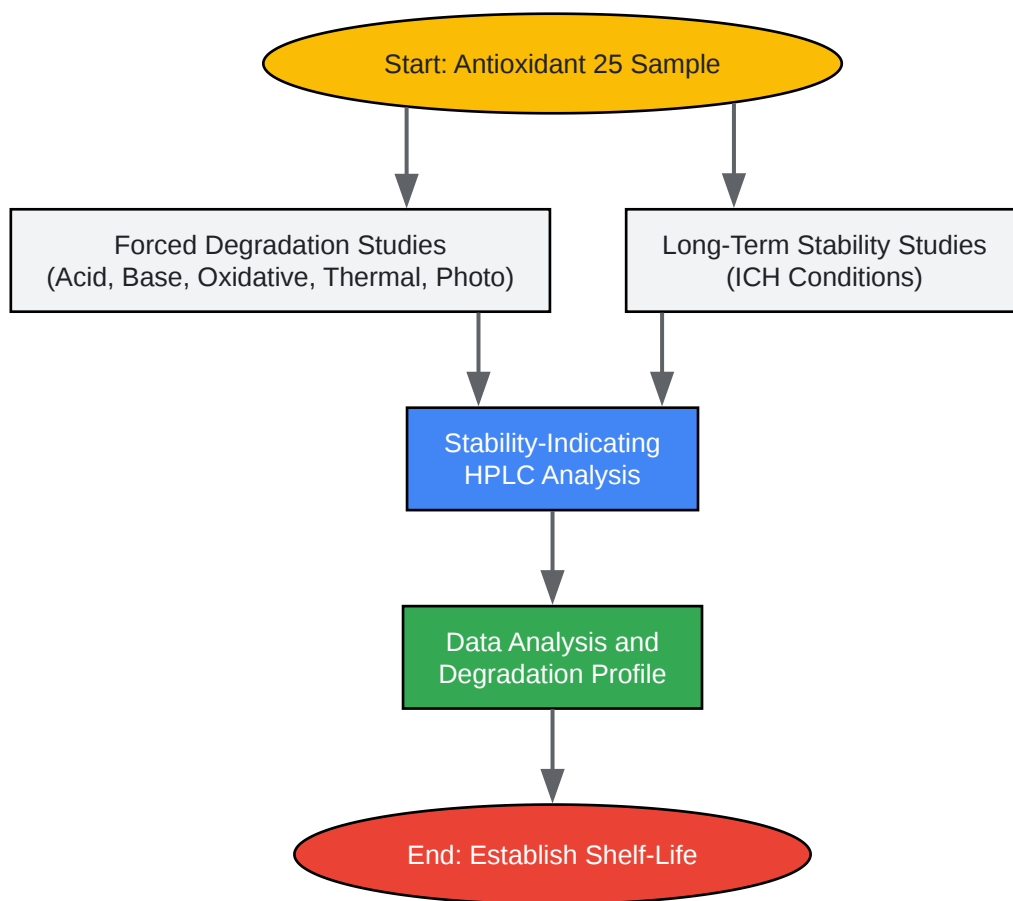 Start: Antioxidant 25 Sample
Forced Degradation Studies
(Acid, Base, Oxidative, Thermal, Photo)
Long-Term Stability Studies
(ICH Conditions)
Stability-Indicating
HPLC Analysis
Data Analysis and
Degradation Profile
End: Establish Shelf-Life